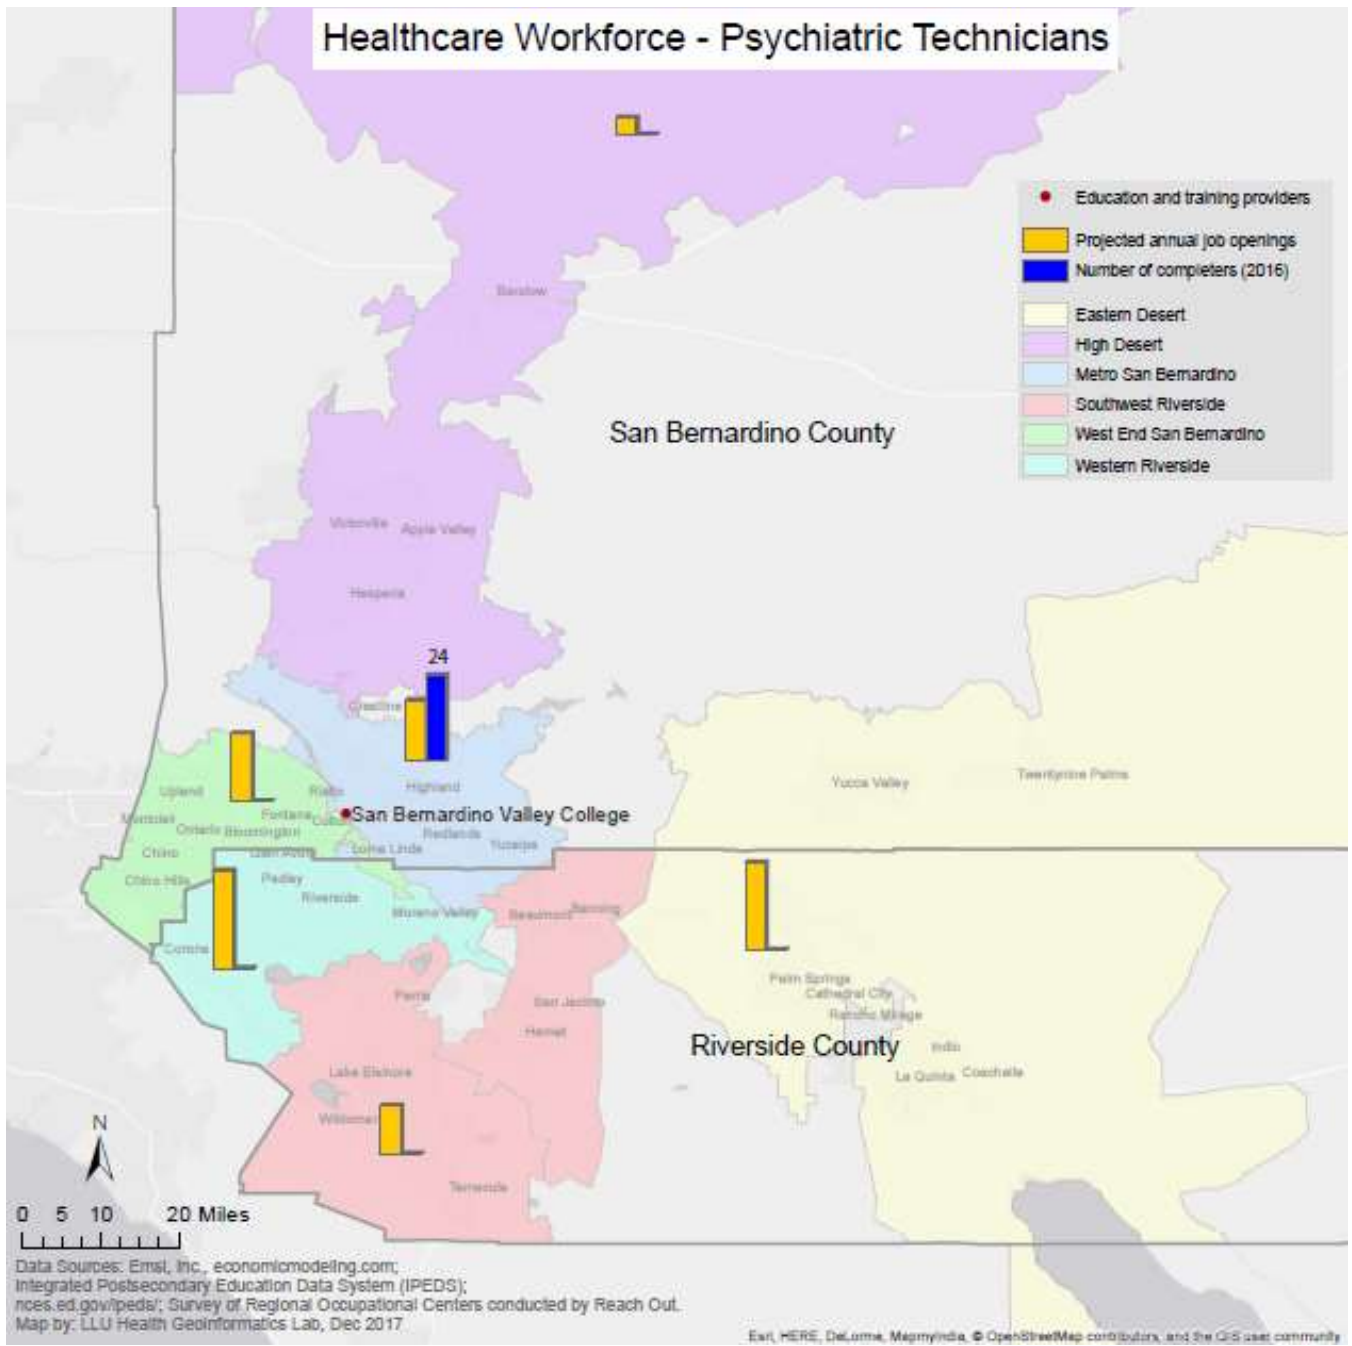 Healthcare Workforce - Psychiatric Technicians
Education and training providers
Projected annual job openings
Number of completers (2016)
Eastern Desert
High Desert
Metro San Bernardino
Southwest Riverside
West End San Bernardino
Western Riverside
Barstow
San Bernardino County
Victorville
Apple Valley
Hesperia
24
Crestline
Highland
Upland
Rialto
Yucca Valley
Twentynine Palms
Fontana
San Bernardino Valley College
Montclair
Ontario
Bloomington
Redlands
Yucaipa
Chino
Loma Linda
Chino Hills
Pedley
Riverside
Moreno Valley
Beaumont
Banning
Corona
Palm Springs
Cathedral City
Perris
San Jacinto
Rancho Mirage
Hemet
Riverside County
Indio
Lake Elsinore
La Quinta
Coachella
Wildomar
Temecula
N
0 5 10 20 Miles
Data Sources: Emsi, Inc., economicmodeling.com;
Integrated Postsecondary Education Data System (IPEDS);
nces.ed.gov/ipeds/; Survey of Regional Occupational Centers conducted by Reach Out.
Map by: LLU Health Geoinformatics Lab, Dec 2017
Esri, HERE, DeLorme, MapmyIndia, © OpenStreetMap contributors, and the GIS user community